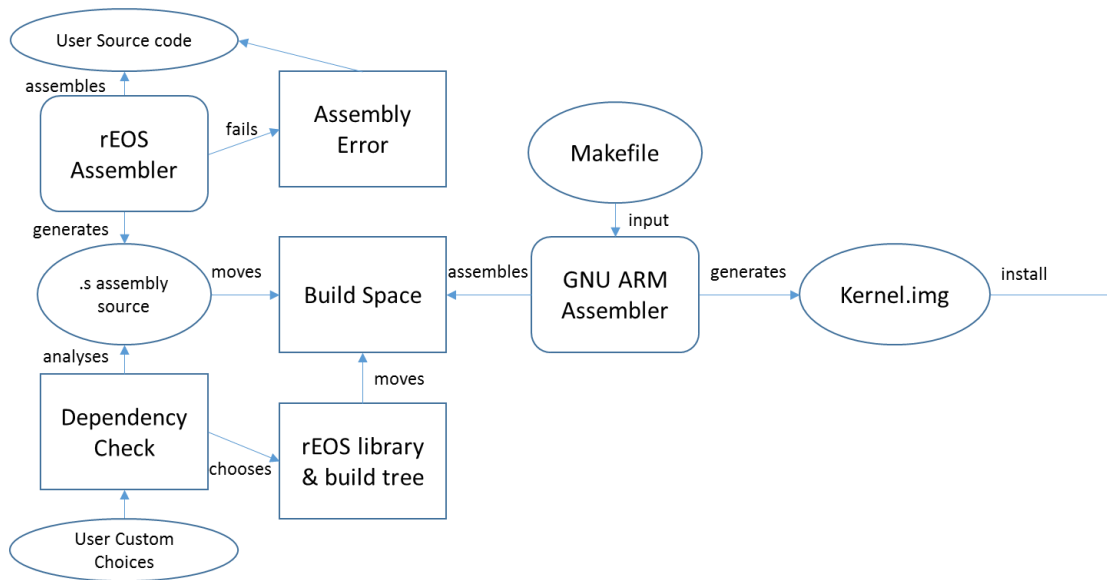 User Source code
assembles
rEOS
Assembler
fails
Assembly
Error
Makefile
input
generates
.s assembly
source
moves
Build Space
assembles
GNU ARM
Assembler
generates
Kernel.img
install
analyses
moves
Dependency
Check
chooses
rEOS library
& build tree
User Custom
Choices